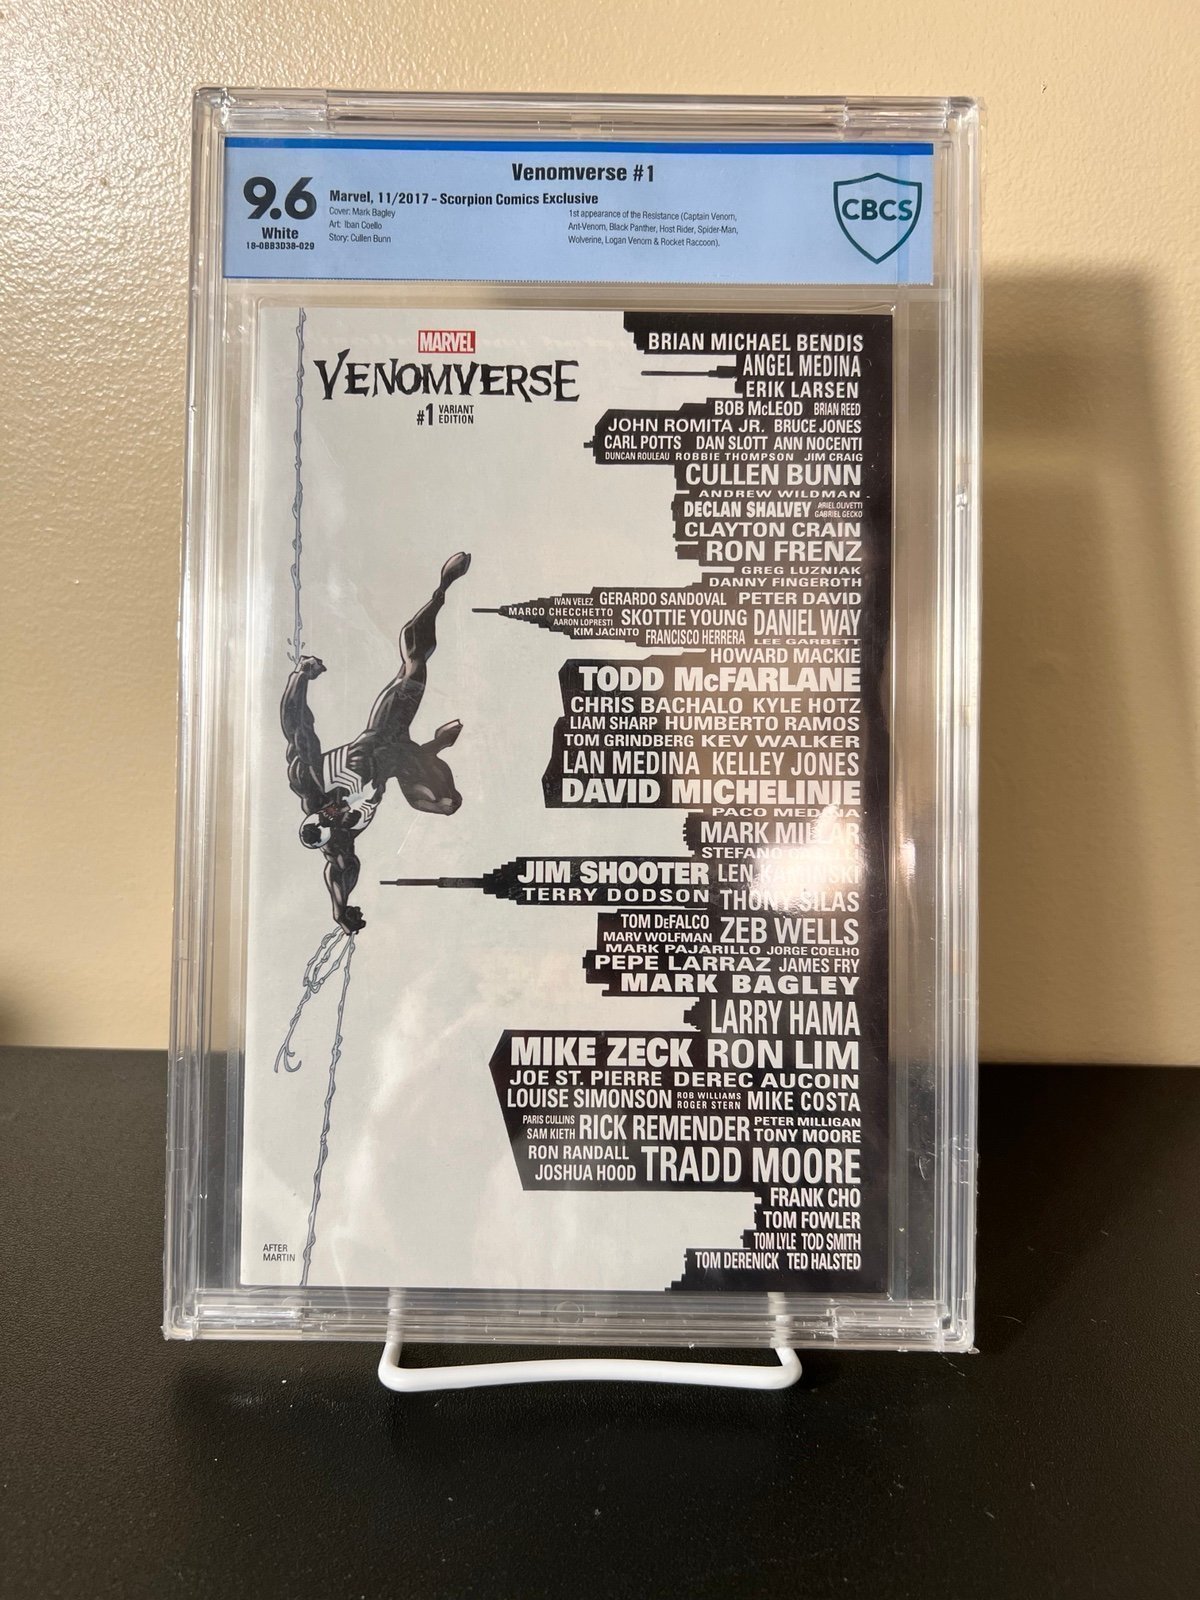 Venomverse #1
9.6
White
18-0BB3D38-029
Marvel, 11/2017 - Scorpion Comics Exclusive
Cover: Mark Bagley
Art: Iban Coello
Story: Cullen Bunn
1st appearance of the Resistance (Captain Venom,
Ant-Venom, Black Panther, Host Rider, Spider-Man,
Wolverine, Logan Venom & Rocket Raccoon).
CBCS
MARVEL
VENOMVERSE
#1 VARIANT
EDITION
BRIAN MICHAEL BENDIS
ANGEL MEDINA
ERIK LARSEN
BOB McLEOD BRIAN REED
JOHN ROMITA JR. BRUCE JONES
CARL POTTS DAN SLOTT ANN NOCENTI
DUNCAN ROULEAU ROBBIE THOMPSON JIM CRAIG
CULLEN BUNN
ANDREW WILDMAN
DECLAN SHALVEY ARIEL OLIVETTI
GABRIEL GECKO
CLAYTON CRAIN
RON FRENZ
GREG LUZNIAK
DANNY FINGEROTH
IVAN VELEZ GERARDO SANDOVAL PETER DAVID
MARCO CHECCHETTO SKOTTIE YOUNG DANIEL WAY
AARON LOPRESTI
KIM JACINTO FRANCISCO HERRERA LEE GARBETT
HOWARD MACKIE
TODD McFARLANE
CHRIS BACHALO KYLE HOTZ
LIAM SHARP HUMBERTO RAMOS
TOM GRINDBERG KEV WALKER
LAN MEDINA KELLEY JONES
DAVID MICHELINIE
PACO MEDINA
MARK MILLAR
STEFANO CASELLI
JIM SHOOTER LEN KAMINSKI
TERRY DODSON THONY SILAS
TOM DeFALCO ZEB WELLS
MARV WOLFMAN
MARK PAJARILLO JORGE COELHO
PEPE LARRAZ JAMES FRY
MARK BAGLEY
LARRY HAMA
MIKE ZECK RON LIM
JOE ST. PIERRE DEREC AUCOIN
LOUISE SIMONSON ROB WILLIAMS MIKE COSTA
ROGER STERN
PARIS CULLINS RICK REMENDER PETER MILLIGAN
SAM KIETH TONY MOORE
RON RANDALL TRADD MOORE
JOSHUA HOOD
FRANK CHO
TOM FOWLER
TOM LYLE TOD SMITH
TOM DERENICK TED HALSTED
AFTER
MARTIN